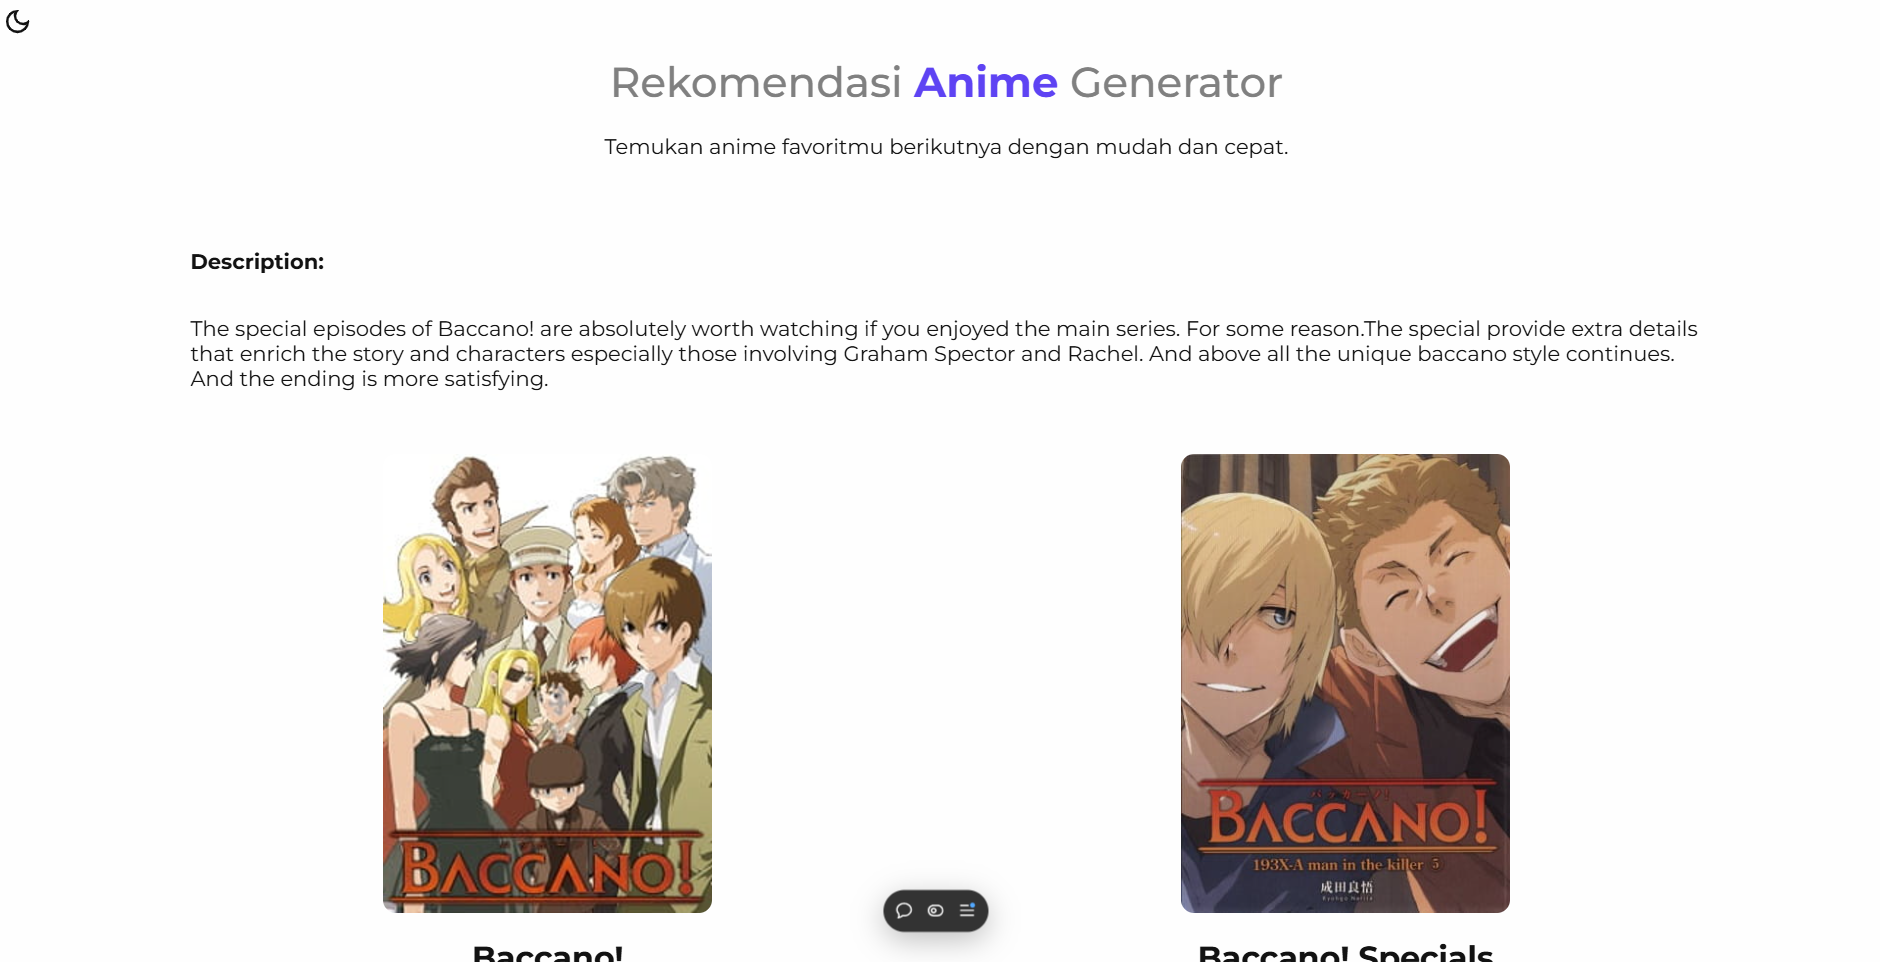 Rekomendasi Anime Generator
Temukan anime favoritmu berikutnya dengan mudah dan cepat.
Description:
The special episodes of Baccano! are absolutely worth watching if you enjoyed the main series. For some reason.The special provide extra details
that enrich the story and characters especially those involving Graham Spector and Rachel. And above all the unique baccano style continues.
And the ending is more satisfying.
BACCANO!
バッカーノ!
BACCANO!
193X-A man in the killer 5
成田良悟
Ryohgo Narita
Baccano!
Baccano! Specials